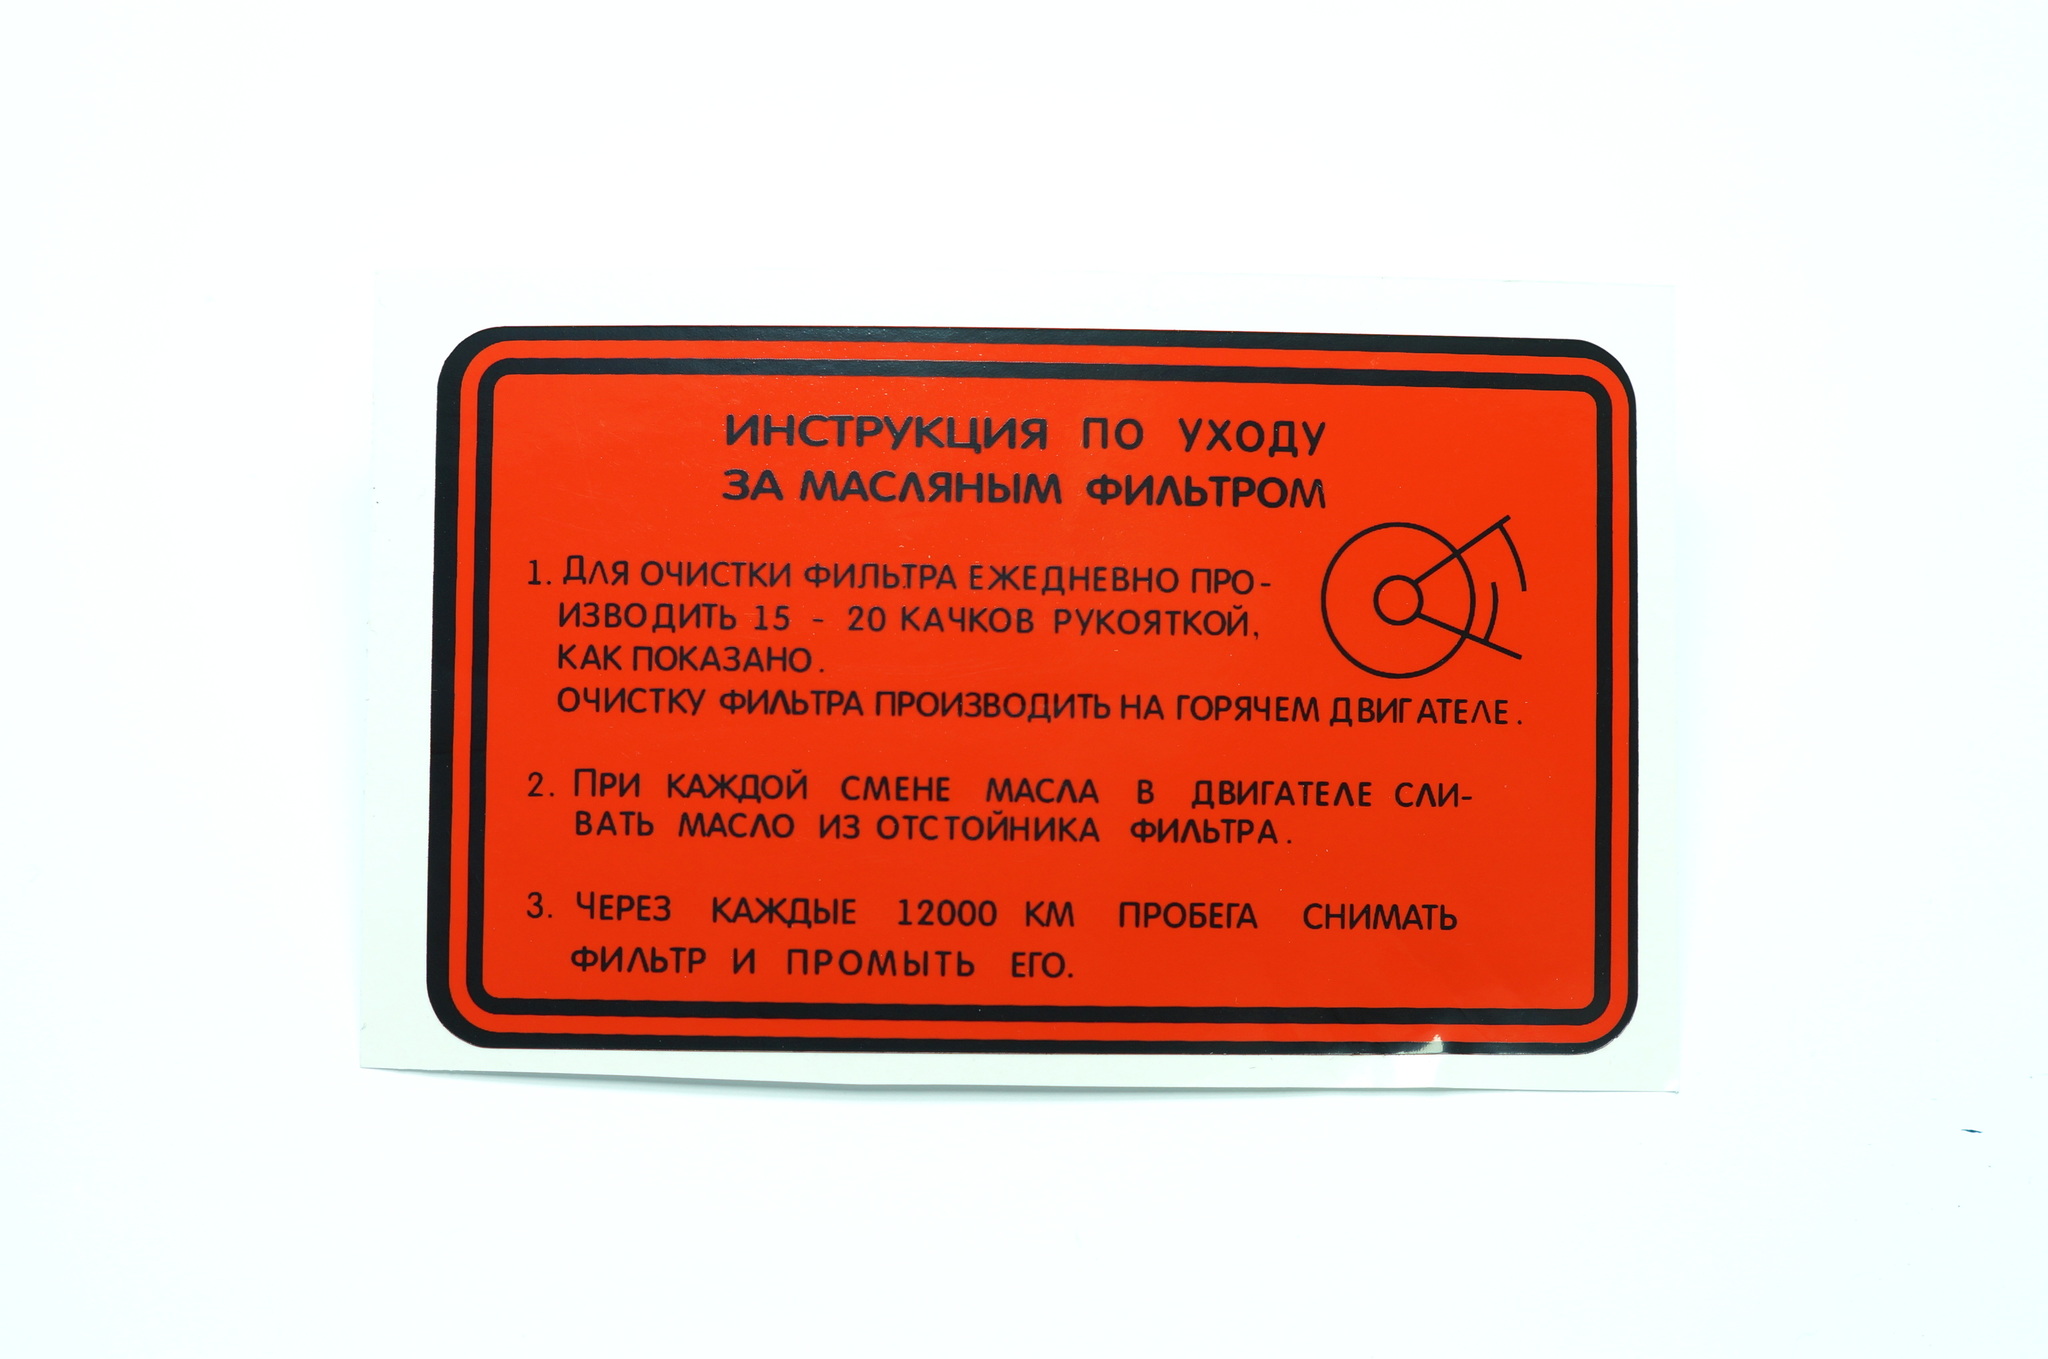 ИНСТРУКЦИЯ ПО УХОДУ
ЗА МАСЛЯНЫМ ФИЛЬТРОМ
1. ДЛЯ ОЧИСТКИ ФИЛЬТРА ЕЖЕДНЕВНО ПРО-
ИЗВОДИТЬ 15 - 20 КАЧКОВ РУКОЯТКОЙ,
КАК ПОКАЗАНО.
ОЧИСТКУ ФИЛЬТРА ПРОИЗВОДИТЬ НА ГОРЯЧЕМ ДВИГАТЕЛЕ.
2. ПРИ КАЖДОЙ СМЕНЕ МАСЛА В ДВИГАТЕЛЕ СЛИ-
ВАТЬ МАСЛО ИЗ ОТСТОЙНИКА ФИЛЬТРА.
3. ЧЕРЕЗ КАЖДЫЕ 12000 КМ ПРОБЕГА СНИМАТЬ
ФИЛЬТР И ПРОМЫТЬ ЕГО.